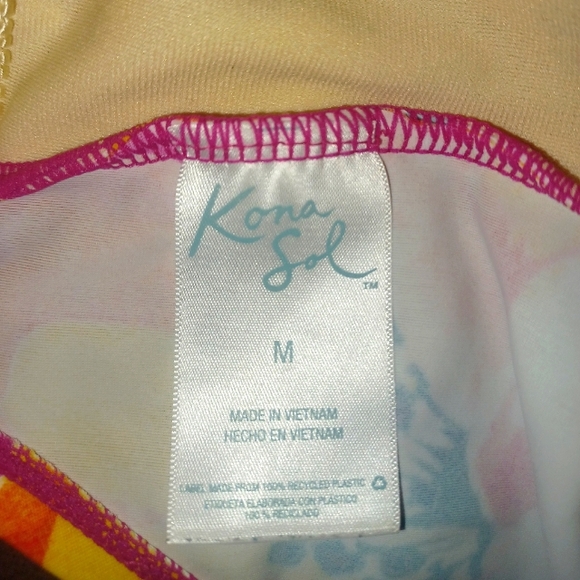 Kona
Sol
™
M
MADE IN VIETNAM
HECHO EN VIETNAM
LABEL MADE FROM 100% RECYCLED PLASTIC
ETIQUETA ELABORADA CON PLASTICO
100% RECICLADO